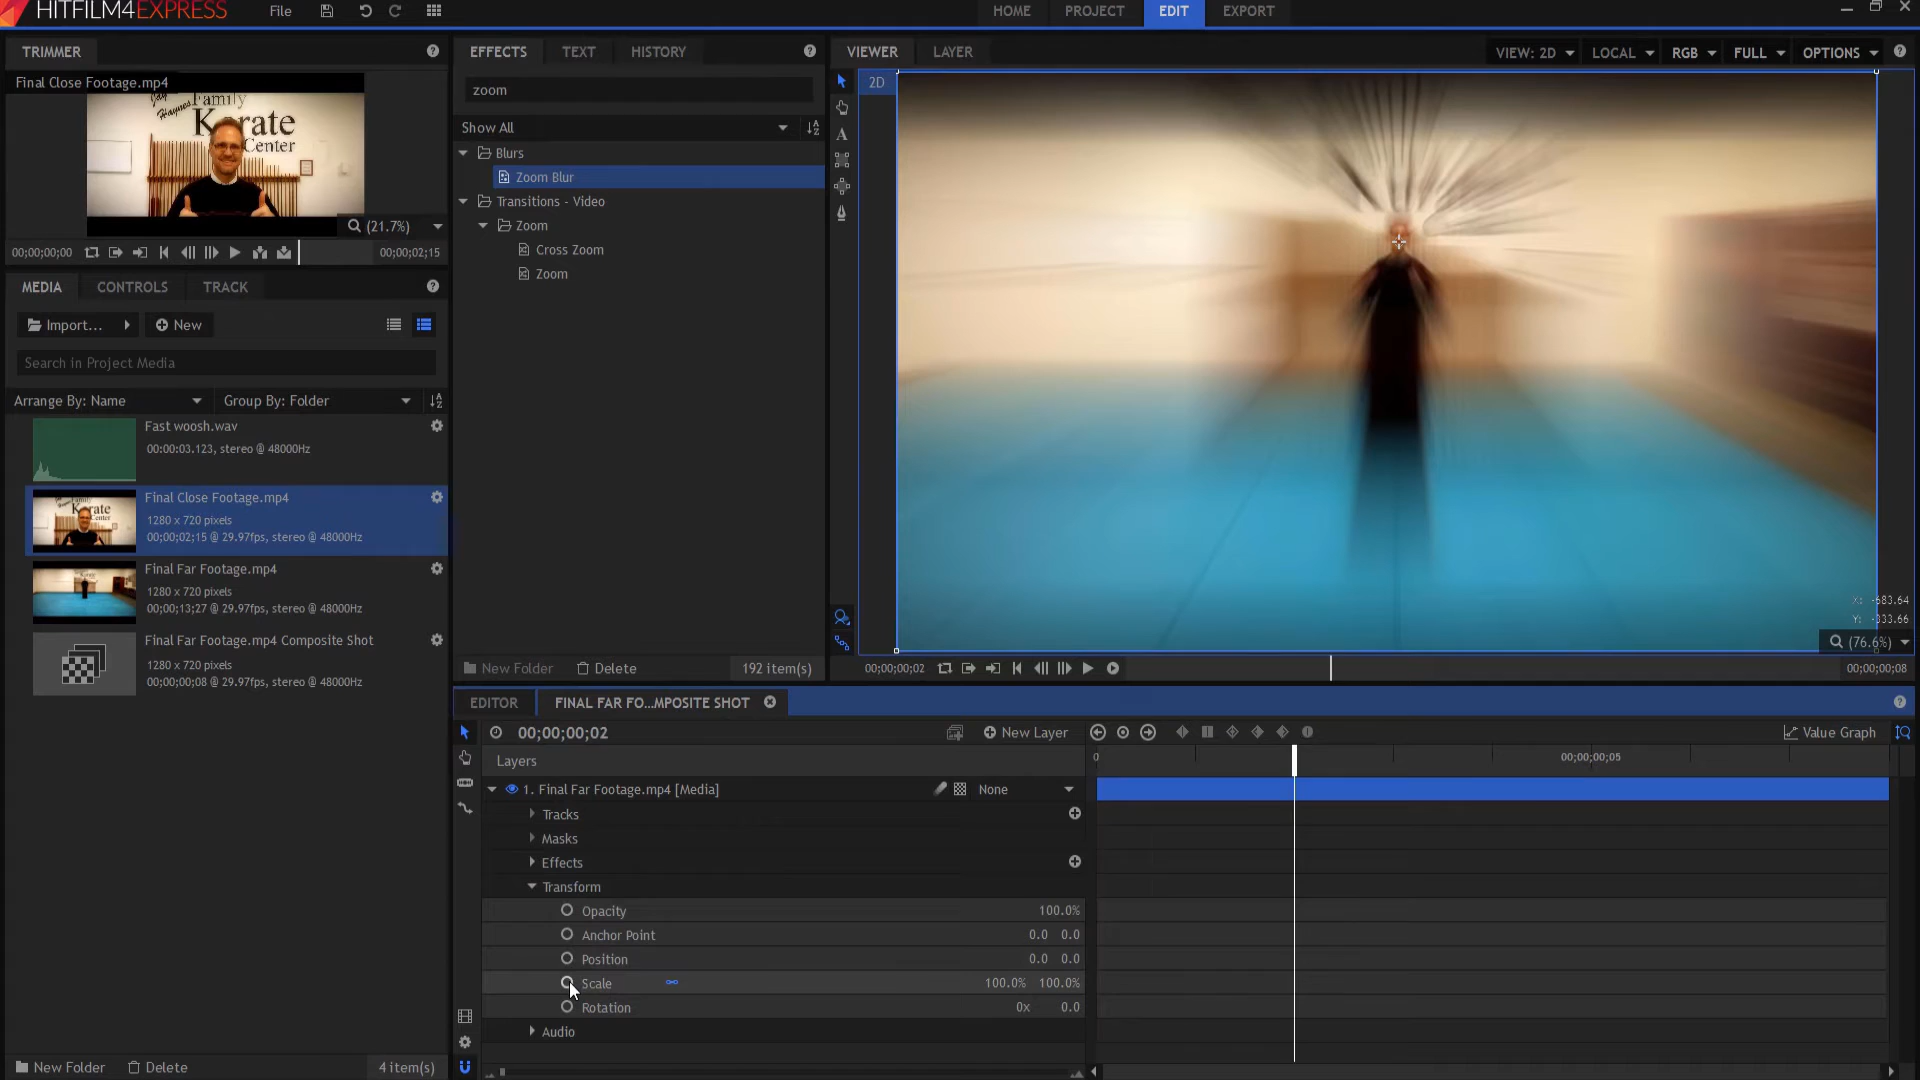 HITFILM4EXPRESS
File
HOME
PROJECT
EDIT
EXPORT
TRIMMER
Final Close Footage.mp4
Family
Karate
Center
(21.7%)
00;00;00;00
00;00;02;15
MEDIA
CONTROLS
TRACK
Import...
New
Search in Project Media
Arrange By: Name
Group By: Folder
Fast woosh.wav
00:00:03.123, stereo @ 48000Hz
Final Close Footage.mp4
1280 x 720 pixels
00;00;02;15 @ 29.97fps, stereo @ 48000Hz
Final Far Footage.mp4
1280 x 720 pixels
00;00;13;27 @ 29.97fps, stereo @ 48000Hz
Final Far Footage.mp4 Composite Shot
1280 x 720 pixels
00;00;00;08 @ 29.97fps, stereo @ 48000Hz
New Folder
Delete
4 item(s)
EFFECTS
TEXT
HISTORY
zoom
Show All
Blurs
Zoom Blur
Transitions - Video
Zoom
Cross Zoom
Zoom
New Folder
Delete
192 item(s)
VIEWER
LAYER
VIEW: 2D
LOCAL
RGB
FULL
OPTIONS
2D
X: -683.64
Y: -333.66
(76.6%)
00;00;00;02
00;00;00;08
EDITOR
FINAL FAR FO...MPOSITE SHOT
00;00;00;02
New Layer
Value Graph
Layers
0
00;00;00;05
1. Final Far Footage.mp4 [Media]
None
Tracks
Masks
Effects
Transform
Opacity
100.0%
Anchor Point
0.0 0.0
Position
0.0 0.0
Scale
100.0% 100.0%
Rotation
0x 0.0
Audio